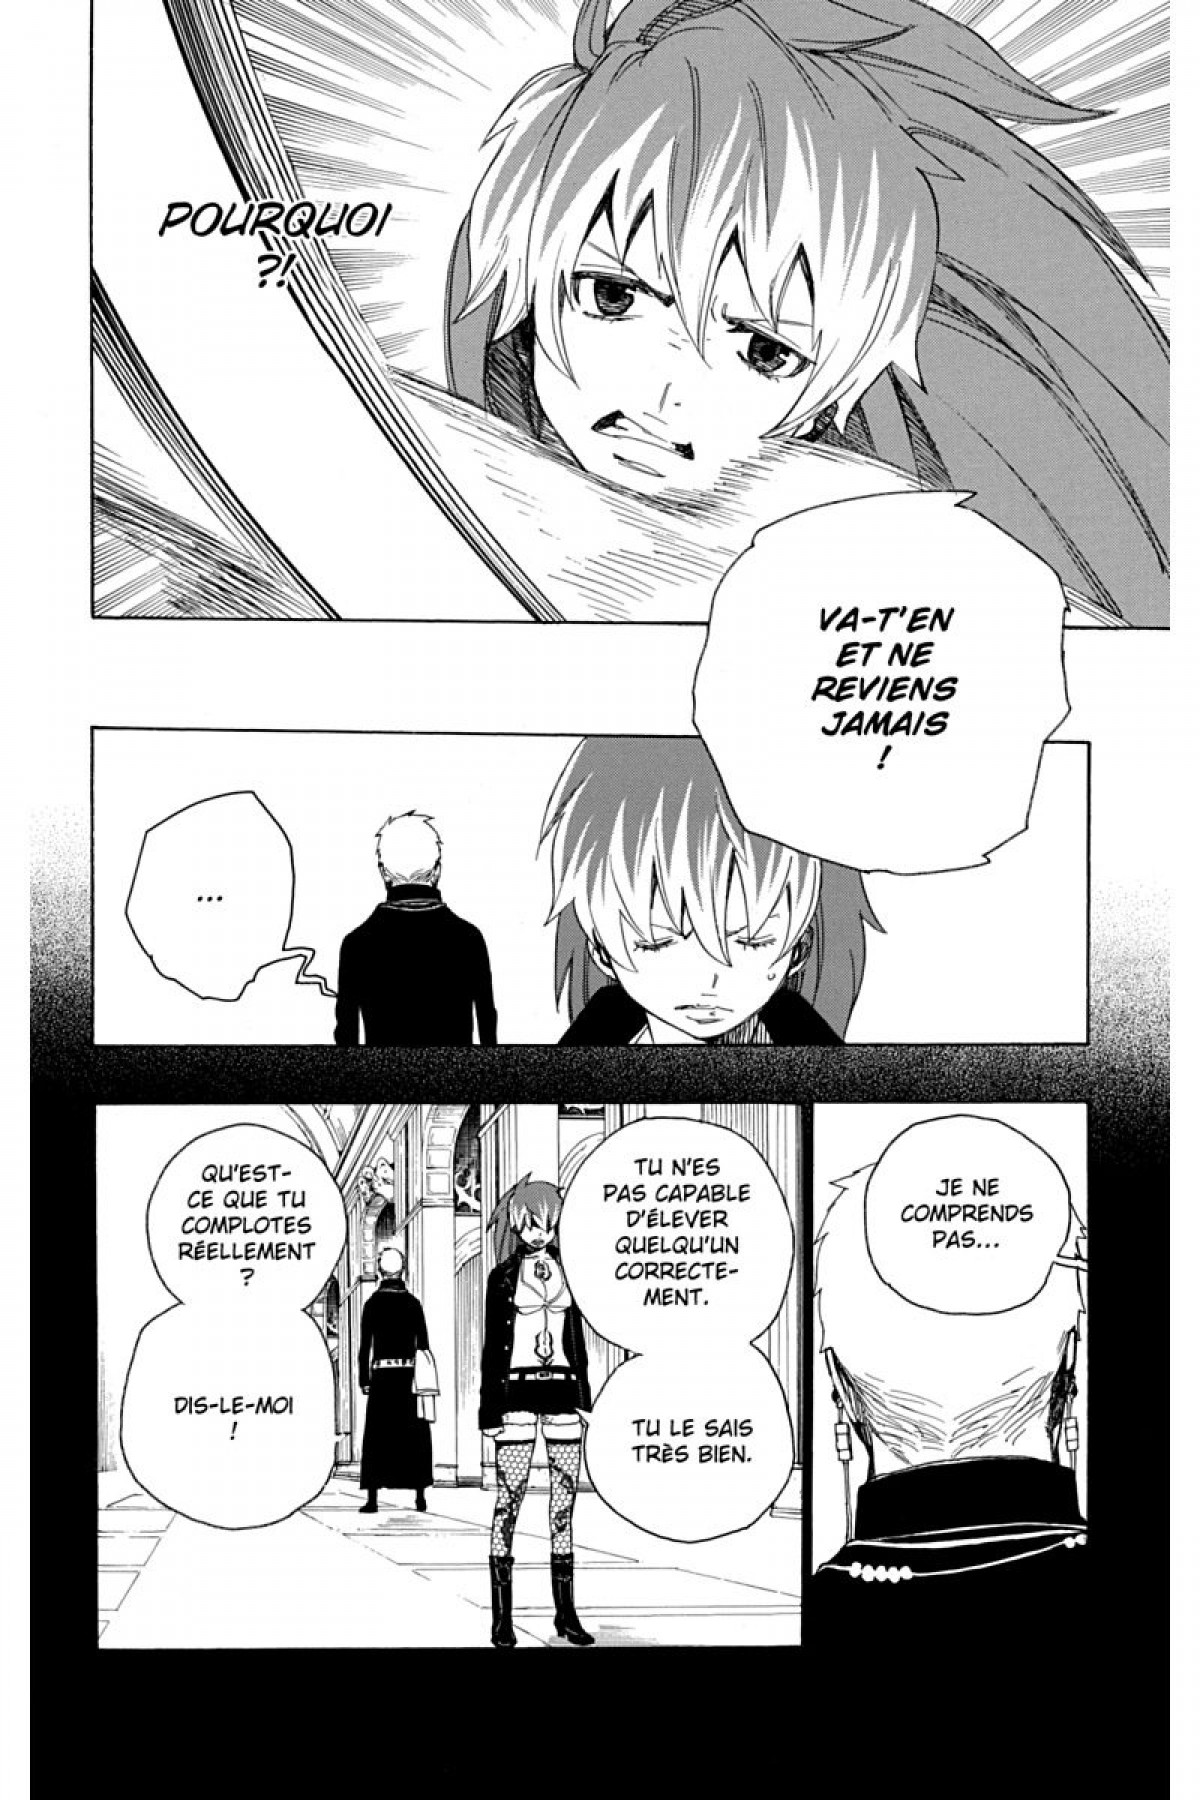 POURQUOI
?!
VA-T'EN
ET NE
REVIENS
JAMAIS
!
...
JE NE
COMPRENDS
PAS...
TU N'ES
PAS CAPABLE
D'ÉLEVER
QUELQU'UN
CORRECTE-
MENT.
TU LE SAIS
TRÈS BIEN.
QU'EST-
CE QUE TU
COMPLOTES
RÉELLEMENT
?
DIS-LE-MOI
!